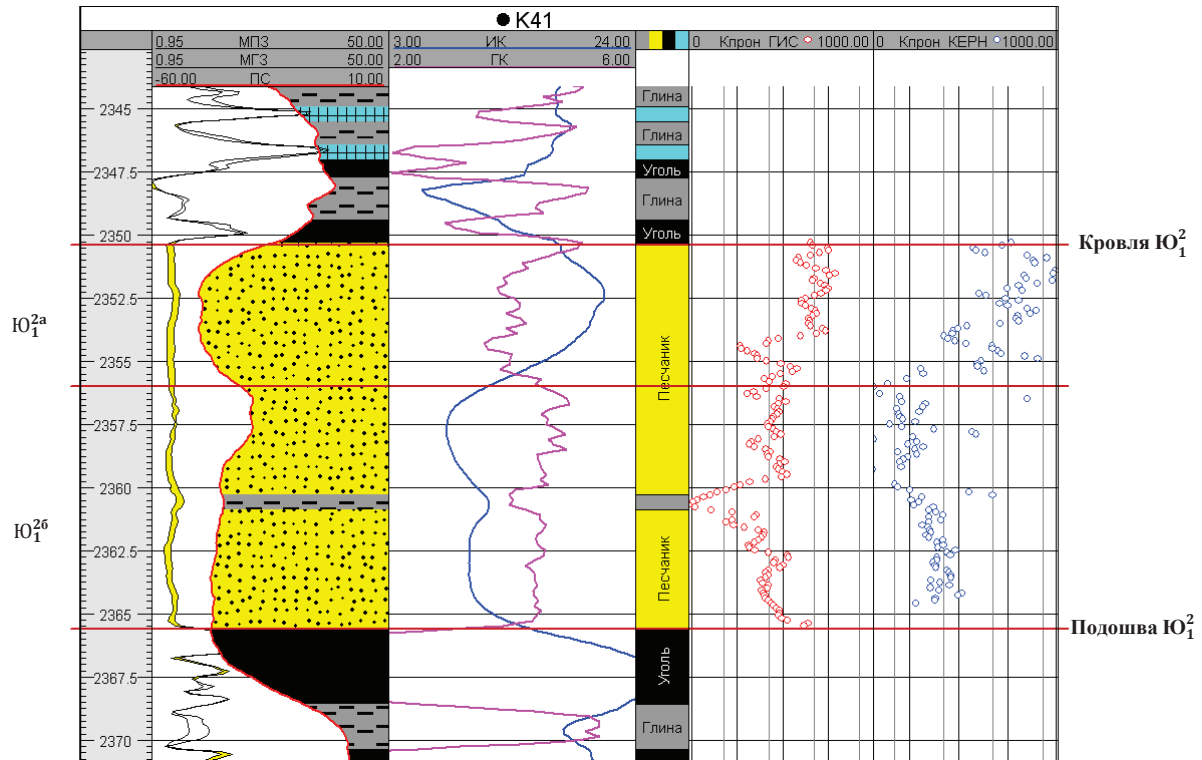 ● K41
0.95 МПЗ 50.00
0.95 МГЗ 50.00
-60.00 ПС 10.00
3.00 ИК 24.00
2.00 ГК 6.00
0 Кпрон ГИС 1000.00
0 Кпрон КЕРН 1000.00
Глина
2345
Глина
2347.5
Уголь
Глина
2350
Уголь
Кровля Ю₁²
2352.5
Ю₁²ᵃ
2355
Песчаник
2357.5
2360
Ю₁²ᵇ
2362.5
Песчаник
2365
Подошва Ю₁²
2367.5
Уголь
Глина
2370